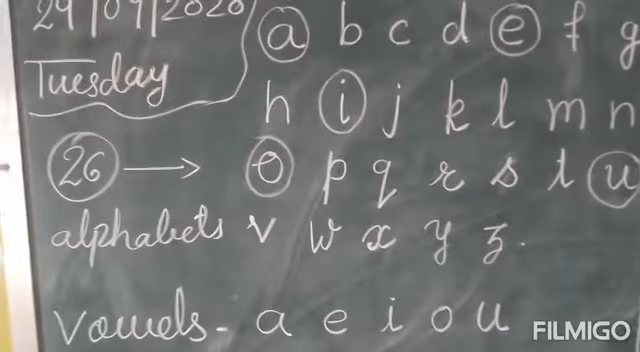 29/09/2020
Tuesday
a b c d e f g
h i j k l m n
26 → o p q r s t u
alphabets v w x y z.
Vowels - a e i o u
FILMIGO